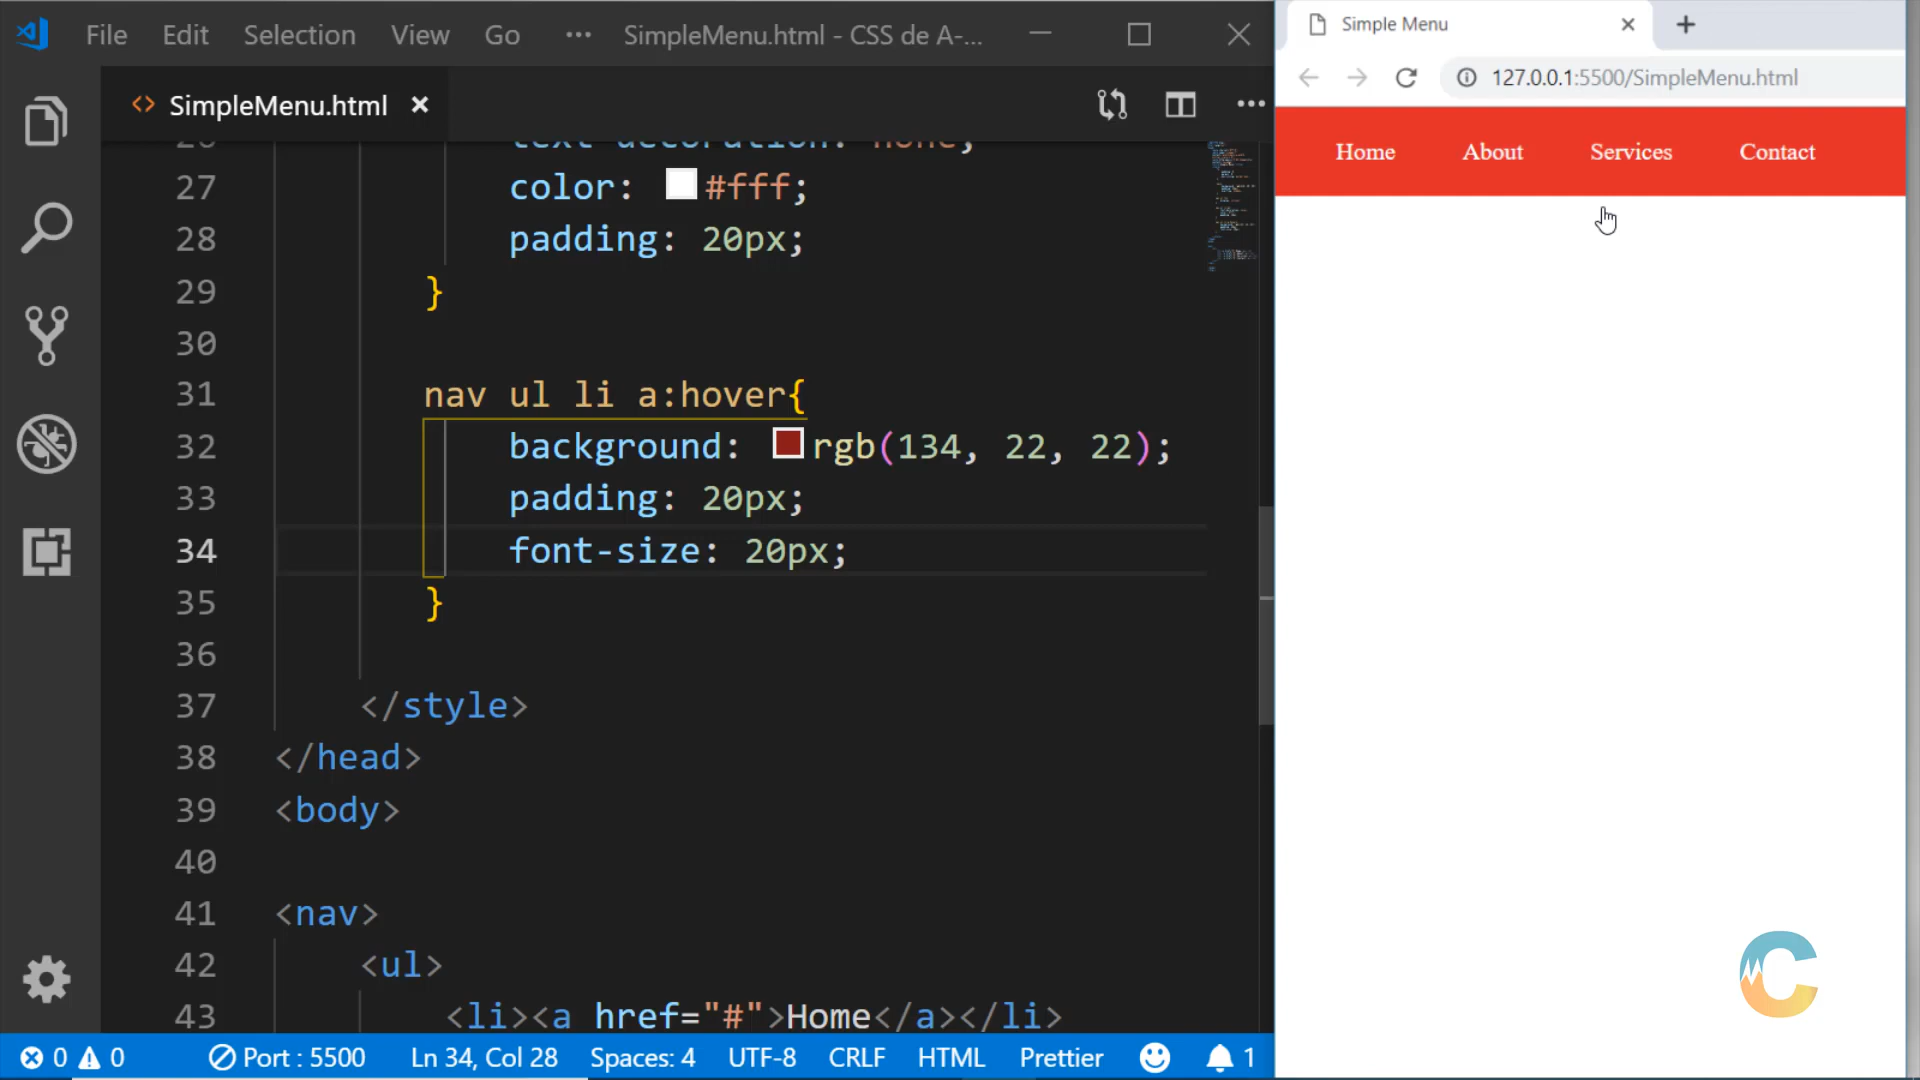 File Edit Selection View Go ··· SimpleMenu.html - CSS de A-...
SimpleMenu.html
27 color: #fff;
28 padding: 20px;
29 }
30
31 nav ul li a:hover{
32 background: rgb(134, 22, 22);
33 padding: 20px;
34 font-size: 20px;
35 }
36
37 </style>
38 </head>
39 <body>
40
41 <nav>
42 <ul>
43 <li><a href="#">Home</a></li>
0 0 Port : 5500 Ln 34, Col 28 Spaces: 4 UTF-8 CRLF HTML Prettier 1
Simple Menu
127.0.0.1:5500/SimpleMenu.html
Home About Services Contact
C